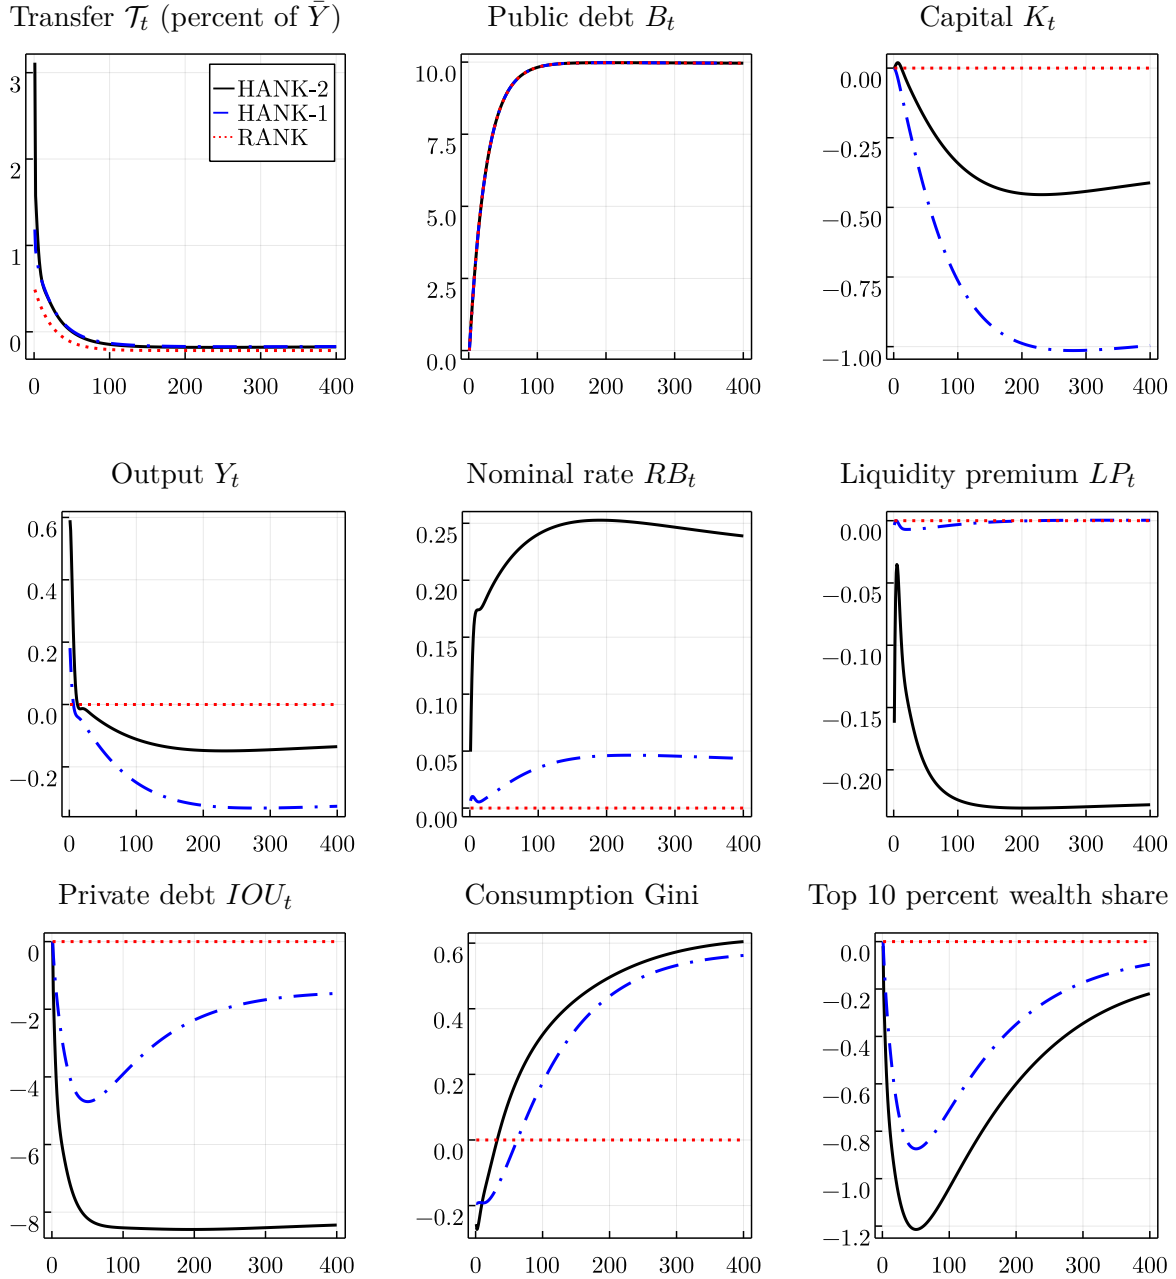 Transfer 𝒯ₜ (percent of Ȳ)
3
2
1
0
0 100 200 300 400
HANK-2
HANK-1
RANK
Public debt Bₜ
10.0
7.5
5.0
2.5
0.0
0 100 200 300 400
Capital Kₜ
0.00
−0.25
−0.50
−0.75
−1.00
0 100 200 300 400
Output Yₜ
0.6
0.4
0.2
0.0
−0.2
0 100 200 300 400
Nominal rate RBₜ
0.25
0.20
0.15
0.10
0.05
0.00
0 100 200 300 400
Liquidity premium LPₜ
0.00
−0.05
−0.10
−0.15
−0.20
0 100 200 300 400
Private debt IOUₜ
0
−2
−4
−6
−8
0 100 200 300 400
Consumption Gini
0.6
0.4
0.2
0.0
−0.2
0 100 200 300 400
Top 10 percent wealth share
0.0
−0.2
−0.4
−0.6
−0.8
−1.0
−1.2
0 100 200 300 400